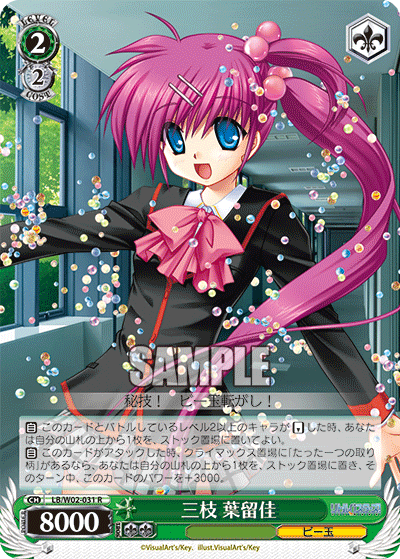 LEVEL
2
2
COST
SAMPLE
秘技! ビー玉転がし!
自 このカードとバトルしているレベル2以上のキャラが【 】した時、あなた
は自分の山札の上から1枚を、ストック置場に置いてよい。
自 このカードがアタックした時、クライマックス置場に「たった一つの取り
柄」があるなら、あなたは自分の山札の上から1枚を、ストック置場に置き、そ
のターン中、このカードのパワーを+3000。
CH LB/W02-031 R
三枝 葉留佳
8000
ビー玉
©VisualArt's/Key. illust.VisualArt's/Key.